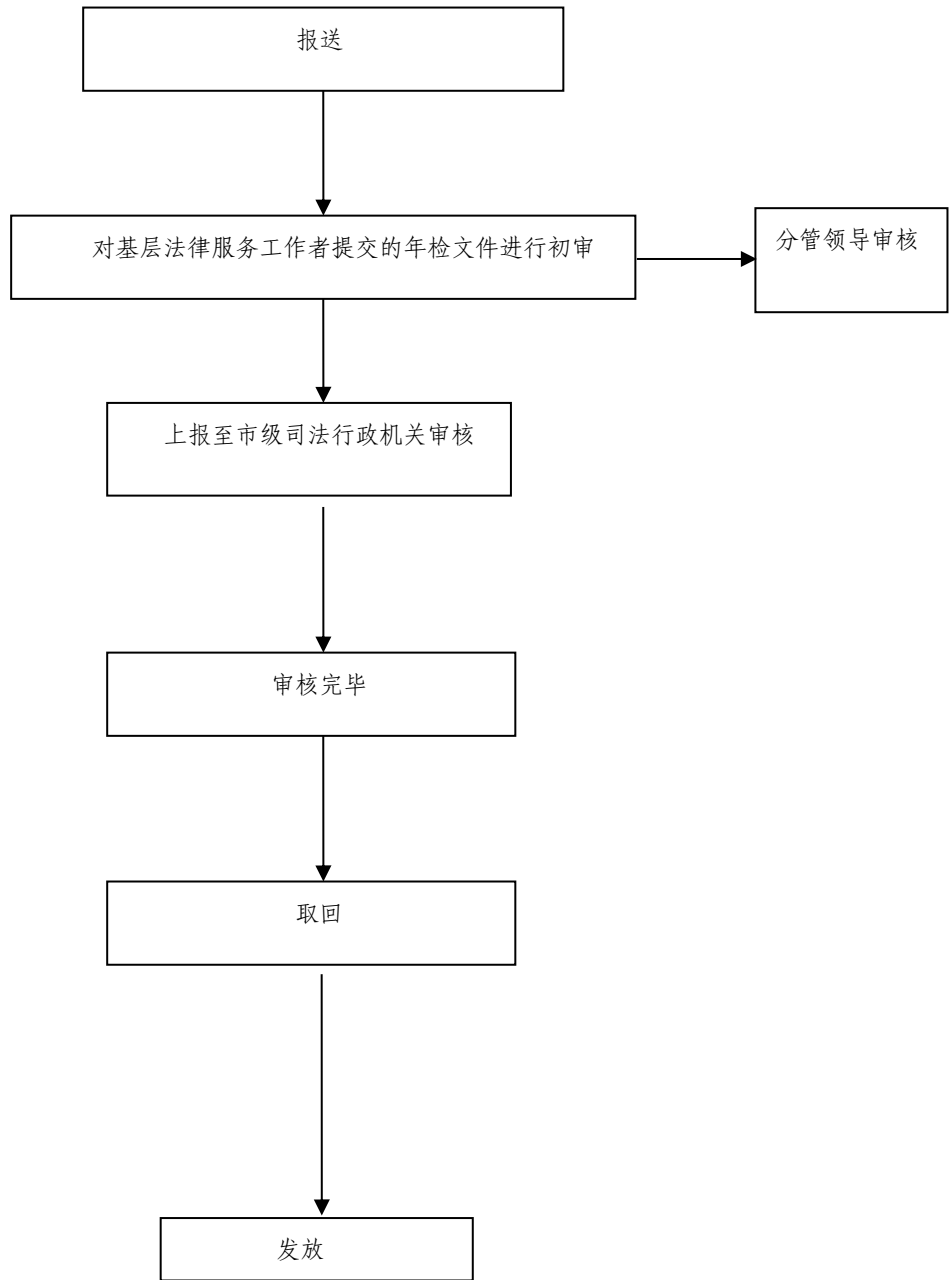 报送
对基层法律服务工作者提交的年检文件进行初审
分管领导审核
上报至市级司法行政机关审核
审核完毕
取回
发放